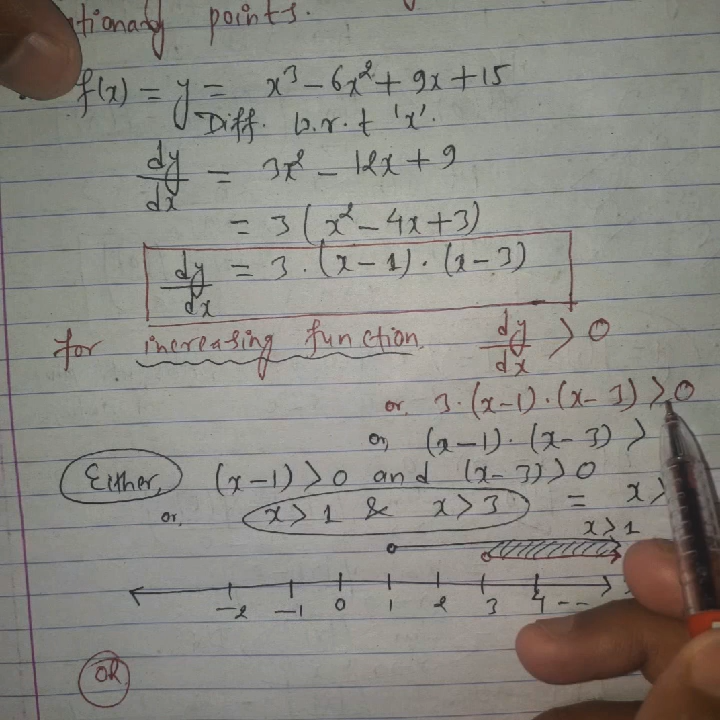 points.
f(x) = y = x³ - 6x² + 9x + 15
Diff. w.r.t 'x'.
dy/dx = 3x² - 12x + 9
= 3(x² - 4x + 3)
dy/dx = 3·(x-1)·(x-3)
for increasing function, dy/dx > 0
or, 3·(x-1)·(x-3) > 0
or, (x-1)·(x-3) >
Either, (x-1) > 0 and (x-3) > 0
or, x > 1 & x > 3 = x >
x > 1
-2 -1 0 1 2 3 4 --
OR